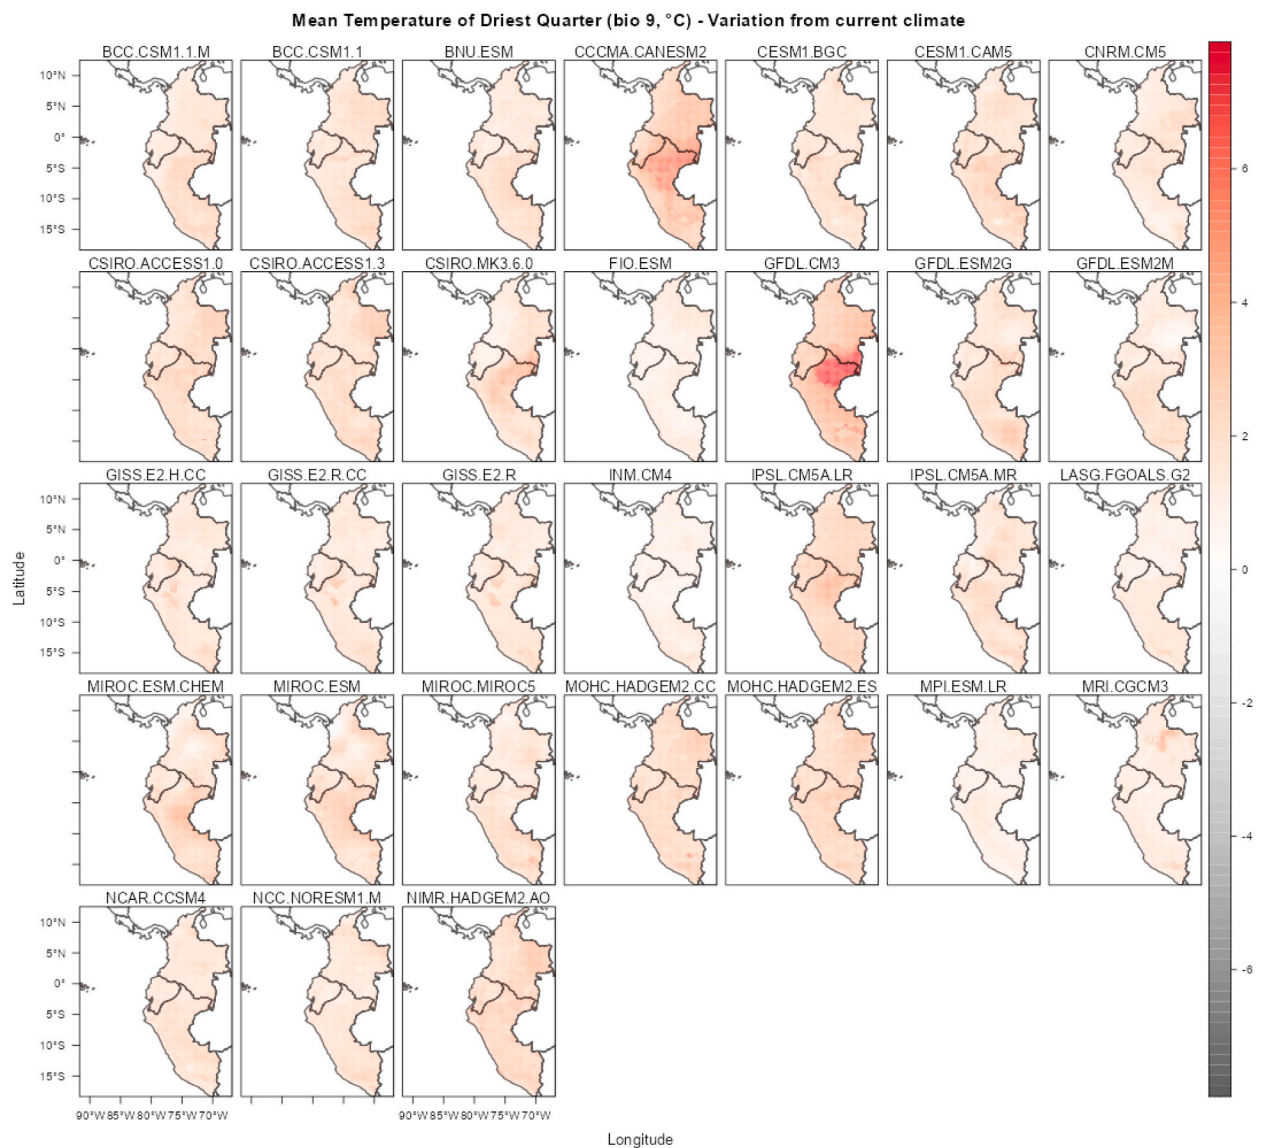 Mean Temperature of Driest Quarter (bio 9, °C) - Variation from current climate
BCC.CSM1.1.M BCC.CSM1.1 BNU.ESM CCCMA.CANESM2 CESM1.BGC CESM1.CAM5 CNRM.CM5
10°N
5°N
0°
5°S
10°S
15°S
CSIRO.ACCESS1.0 CSIRO.ACCESS1.3 CSIRO.MK3.6.0 FIO.ESM GFDL.CM3 GFDL.ESM2G GFDL.ESM2M
GISS.E2.H.CC GISS.E2.R.CC GISS.E2.R INM.CM4 IPSL.CM5A.LR IPSL.CM5A.MR LASG.FGOALS.G2
10°N
5°N
0°
5°S
10°S
15°S
Latitude
MIROC.ESM.CHEM MIROC.ESM MIROC.MIROC5 MOHC.HADGEM2.CC MOHC.HADGEM2.ES MPI.ESM.LR MRI.CGCM3
NCAR.CCSM4 NCC.NORESM1.M NIMR.HADGEM2.AO
10°N
5°N
0°
5°S
10°S
15°S
90°W 85°W 80°W 75°W 70°W 90°W 85°W 80°W 75°W 70°W
Longitude
6
4
2
0
-2
-4
-6